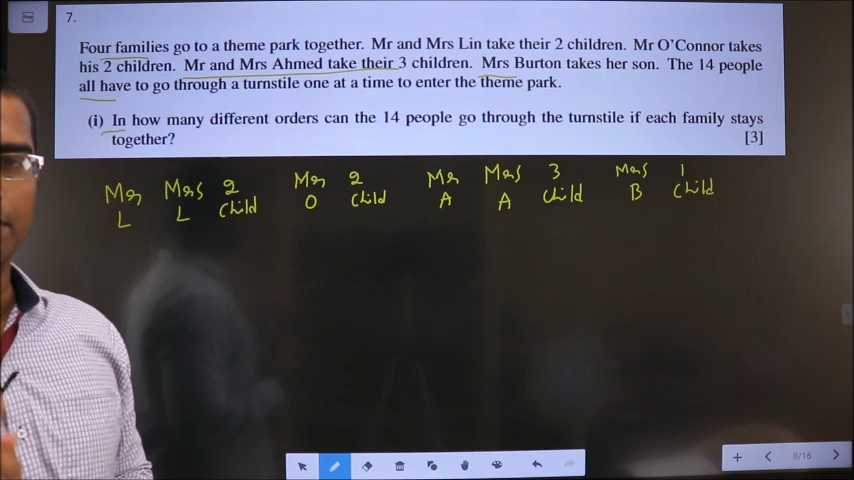 7.
Four families go to a theme park together. Mr and Mrs Lin take their 2 children. Mr O'Connor takes
his 2 children. Mr and Mrs Ahmed take their 3 children. Mrs Burton takes her son. The 14 people
all have to go through a turnstile one at a time to enter the theme park.
(i) In how many different orders can the 14 people go through the turnstile if each family stays
together? [3]
Mr Mrs 2 Mr 2 Mr Mrs 3 Mrs 1
L L Child O Child A A Child B Child
8/16